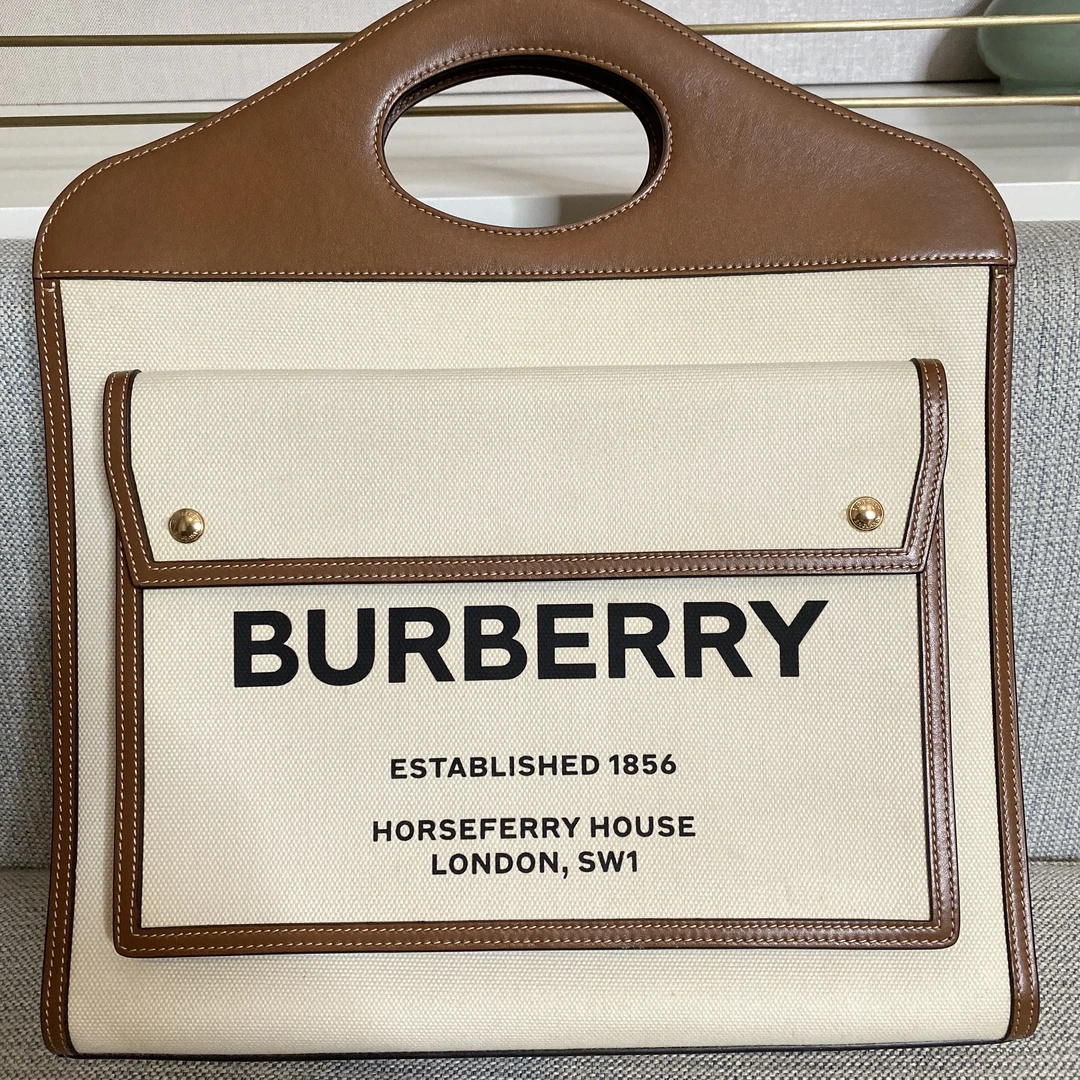 BURBERRY
ESTABLISHED 1856
HORSEFERRY HOUSE
LONDON, SW1